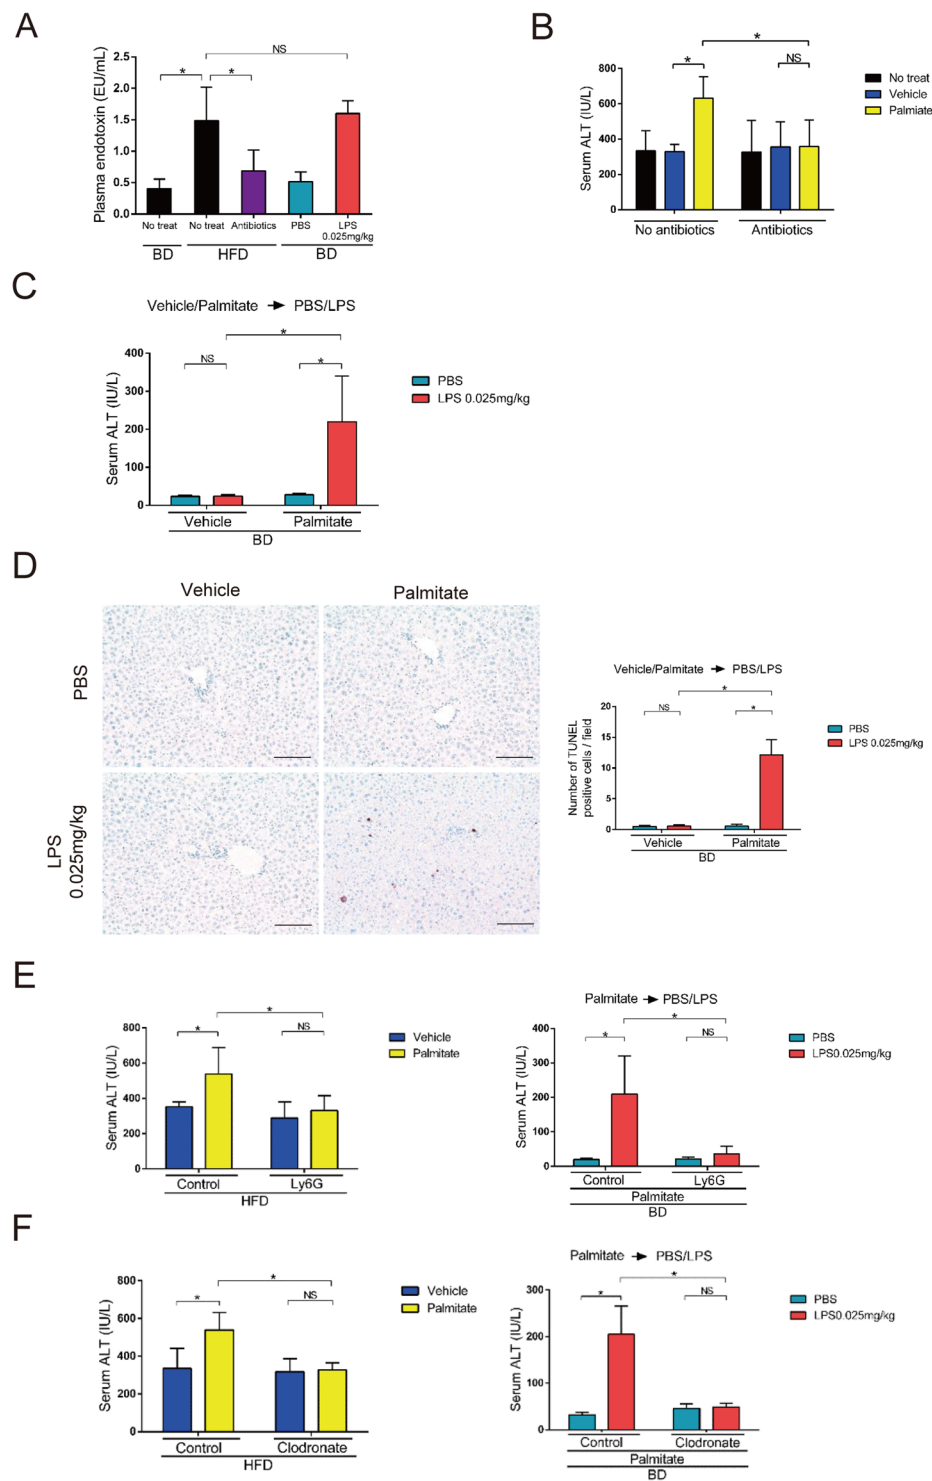 A
NS
*
*
Plasma endotoxin (EU/mL)
2.5
2.0
1.5
1.0
0.5
0.0
No treat
No treat
Antibiotics
PBS
LPS
0.025mg/kg
BD
HFD
BD
B
*
*
NS
Serum ALT (IU/L)
800
600
400
200
0
No antibiotics
Antibiotics
No treat
Vehicle
Palmiate
C
Vehicle/Palmitate
PBS/LPS
*
NS
*
Serum ALT (IU/L)
400
300
200
100
0
Vehicle
Palmitate
BD
PBS
LPS 0.025mg/kg
D
Vehicle
Palmitate
PBS
LPS
0.025mg/kg
Vehicle/Palmitate
PBS/LPS
*
NS
*
Number of TUNEL
positive cells / field
20
15
10
5
0
Vehicle
Palmitate
BD
PBS
LPS 0.025mg/kg
E
*
*
NS
Serum ALT (IU/L)
800
600
400
200
0
Control
Ly6G
HFD
Vehicle
Palmitate
Palmitate
PBS/LPS
*
*
NS
Serum ALT (IU/L)
400
300
200
100
0
Control
Ly6G
Palmitate
BD
PBS
LPS0.025mg/kg
F
*
*
NS
Serum ALT (IU/L)
800
600
400
200
0
Control
Clodronate
HFD
Vehicle
Palmitate
Palmitate
PBS/LPS
*
*
NS
Serum ALT (IU/L)
300
200
100
0
Control
Clodronate
Palmitate
BD
PBS
LPS0.025mg/kg